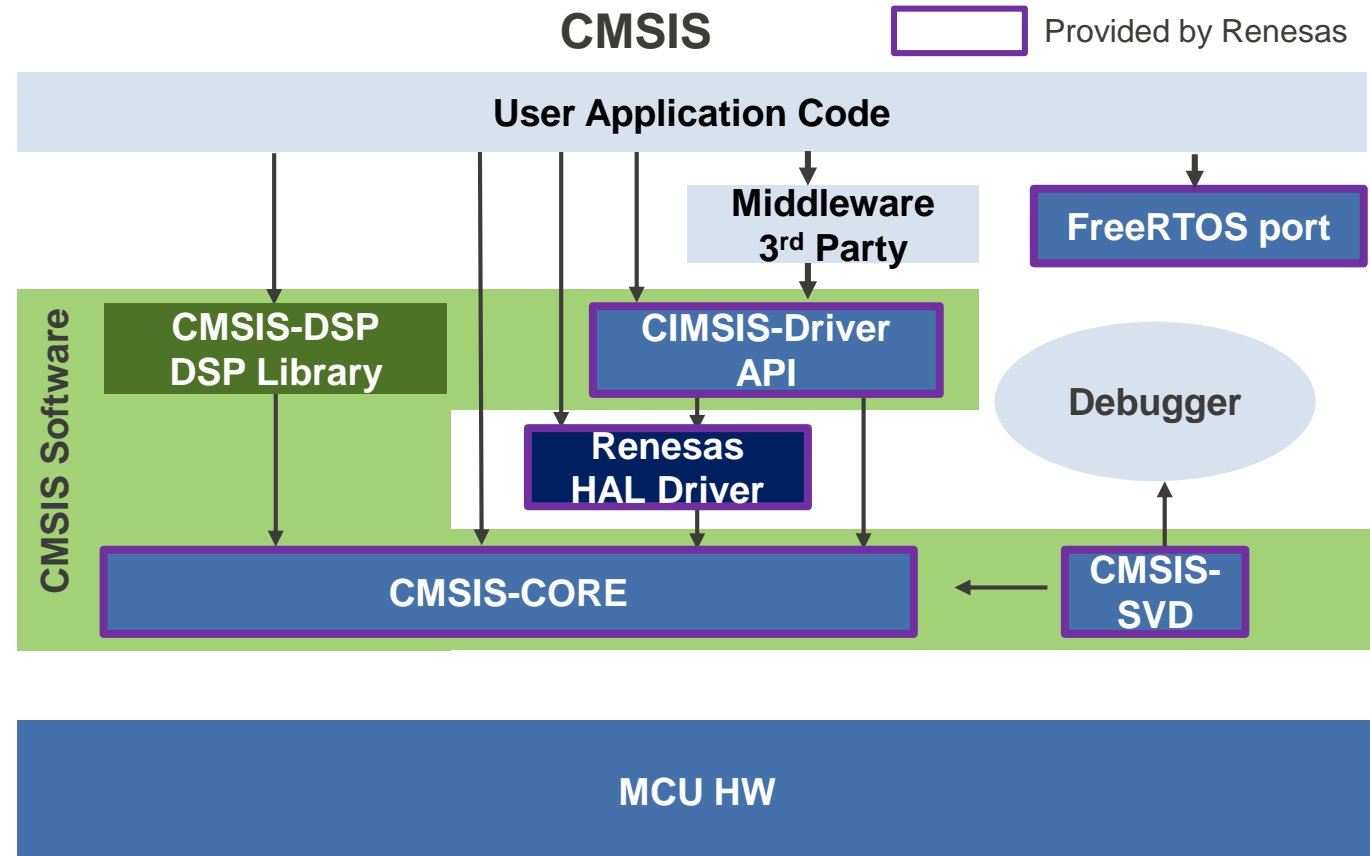 CMSIS
Provided by Renesas
User Application Code
Middleware
3rd Party
FreeRTOS port
CMSIS Software
CMSIS-DSP
DSP Library
CIMSIS-Driver
API
Debugger
Renesas
HAL Driver
CMSIS-CORE
CMSIS-
SVD
MCU HW